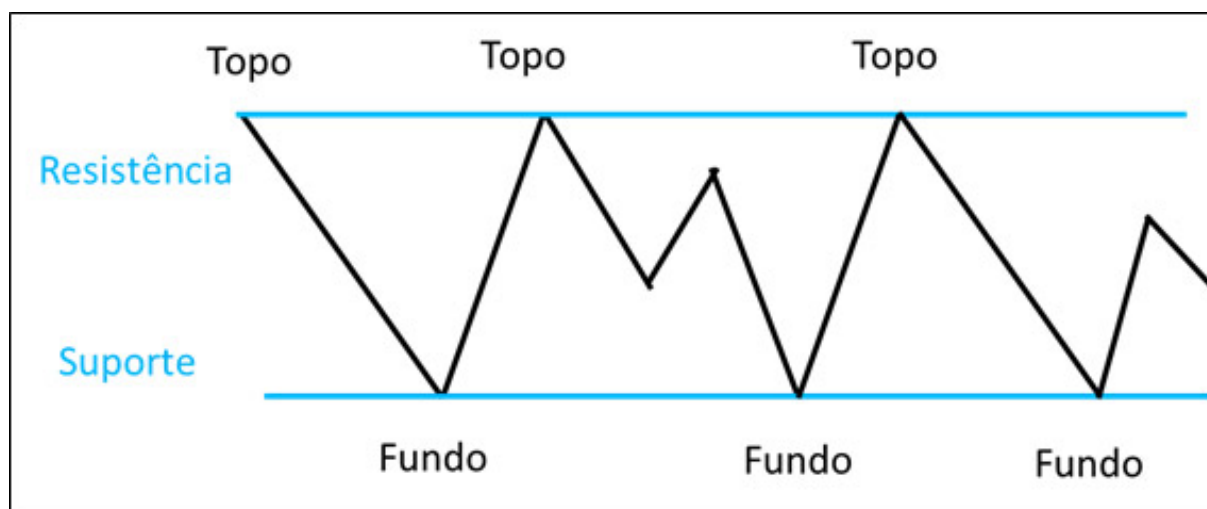 Topo
Topo
Topo
Resistência
Suporte
Fundo
Fundo
Fundo